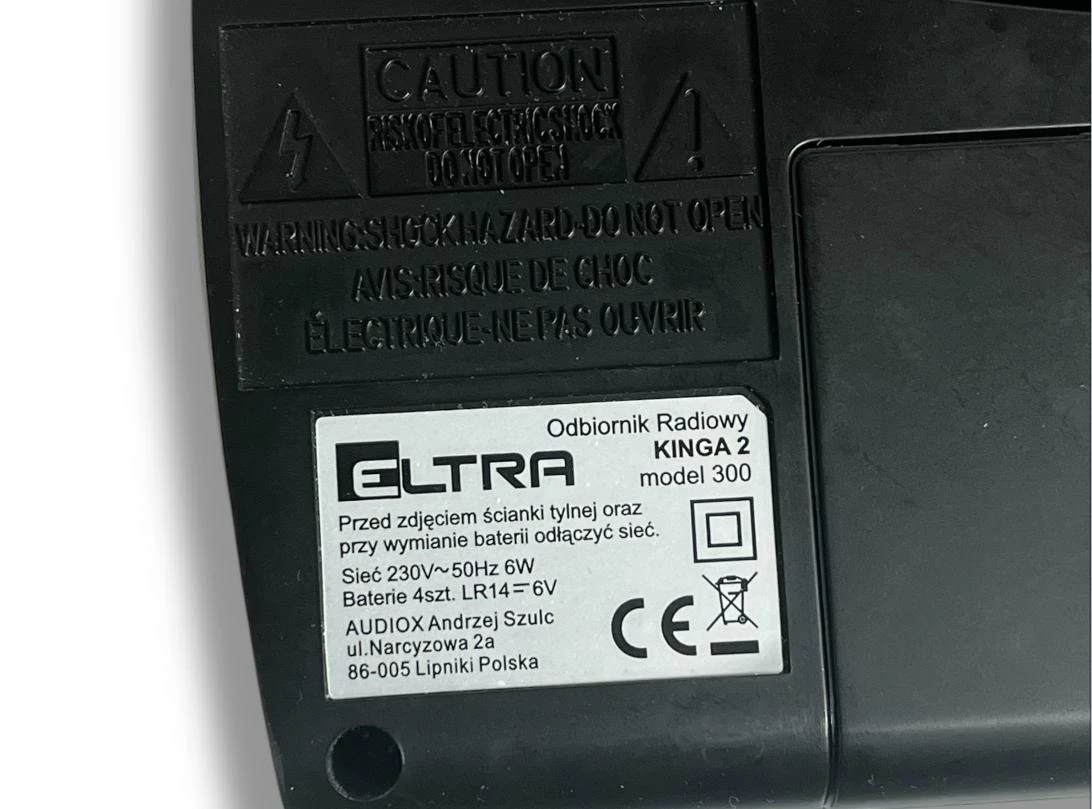 CAUTION
RISK OF ELECTRIC SHOCK
DO NOT OPEN
WARNING:SHOCK HAZARD-DO NOT OPEN
AVIS:RISQUE DE CHOC
ÉLECTRIQUE-NE PAS OUVRIR
Odbiornik Radiowy
KINGA 2
model 300
ELTRA
Przed zdjęciem ścianki tylnej oraz
przy wymianie baterii odłączyć sieć.
Sieć 230V~50Hz 6W
Baterie 4szt. LR14⎓6V
AUDIOX Andrzej Szulc
ul.Narcyzowa 2a
86-005 Lipniki Polska
CE